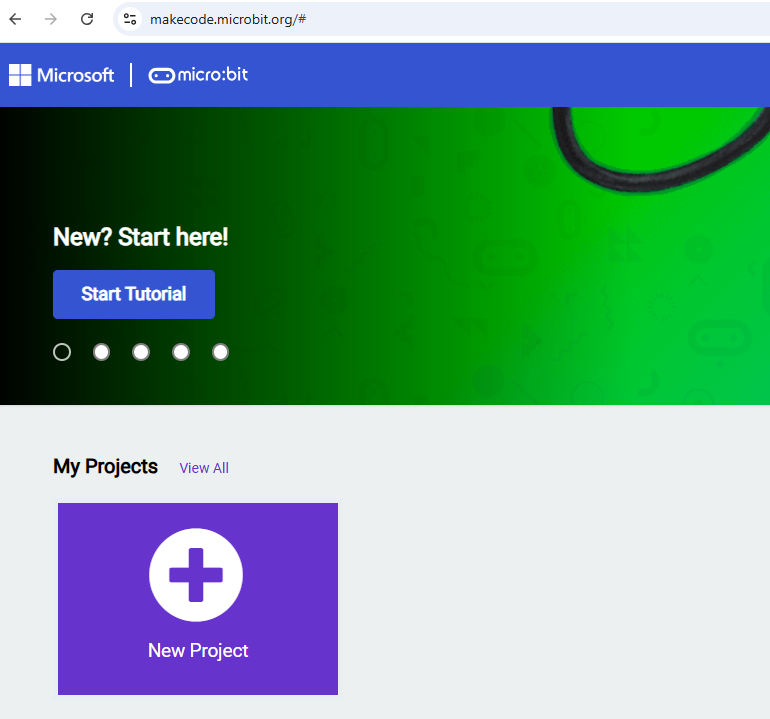 makecode.microbit.org/#
Microsoft | micro:bit
New? Start here!
Start Tutorial
My Projects View All
New Project